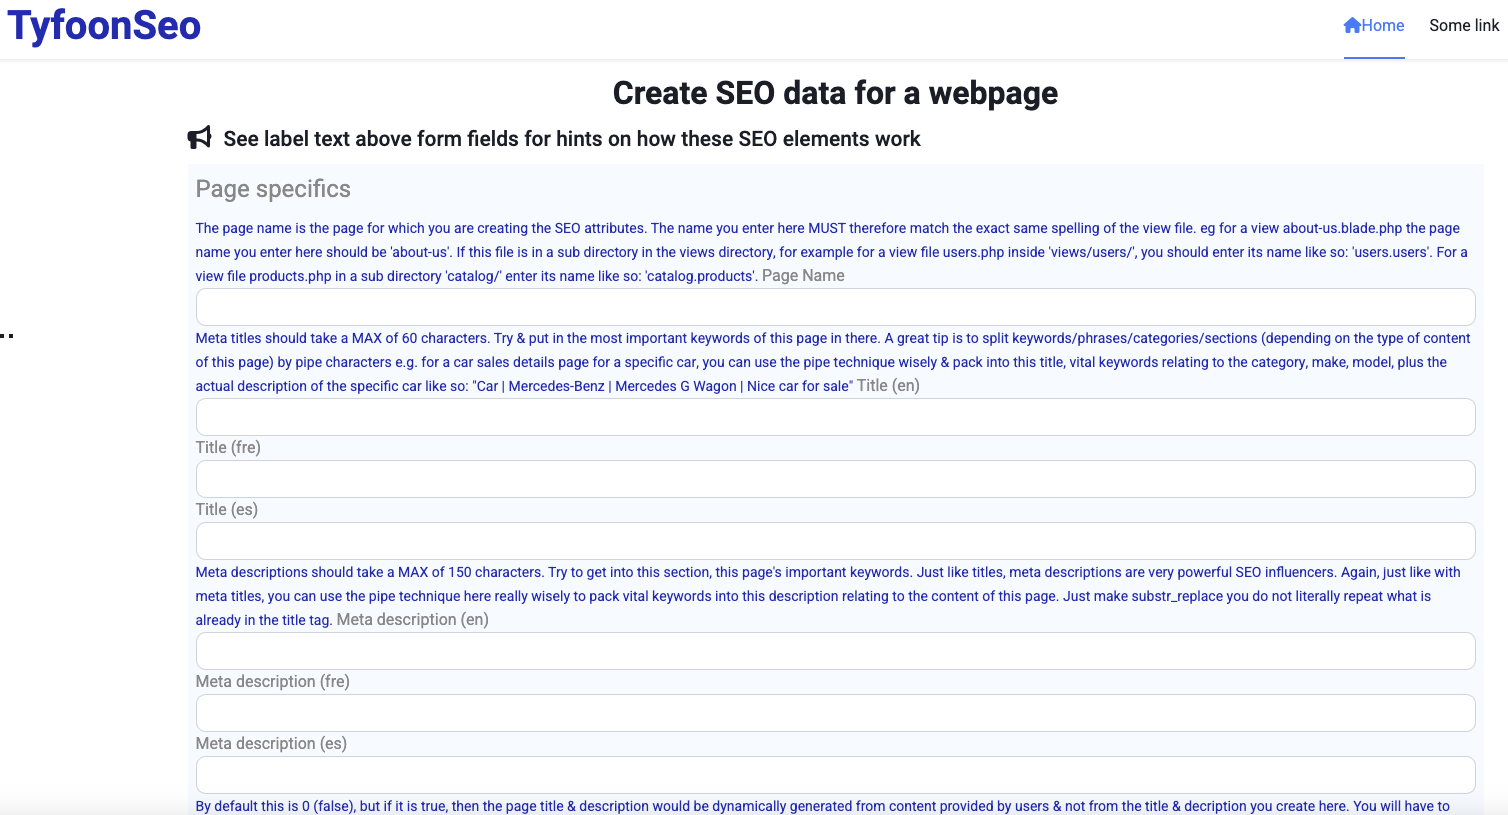 TyfoonSeo
Home
Some link
Create SEO data for a webpage
See label text above form fields for hints on how these SEO elements work
Page specifics
The page name is the page for which you are creating the SEO attributes. The name you enter here MUST therefore match the exact same spelling of the view file. eg for a view about-us.blade.php the page
name you enter here should be 'about-us'. If this file is in a sub directory in the views directory, for example for a view file users.php inside 'views/users/', you should enter its name like so: 'users.users'. For a
view file products.php in a sub directory 'catalog/' enter its name like so: 'catalog.products'. Page Name
Meta titles should take a MAX of 60 characters. Try & put in the most important keywords of this page in there. A great tip is to split keywords/phrases/categories/sections (depending on the type of content
of this page) by pipe characters e.g. for a car sales details page for a specific car, you can use the pipe technique wisely & pack into this title, vital keywords relating to the category, make, model, plus the
actual description of the specific car like so: "Car | Mercedes-Benz | Mercedes G Wagon | Nice car for sale" Title (en)
Title (fre)
Title (es)
Meta descriptions should take a MAX of 150 characters. Try to get into this section, this page's important keywords. Just like titles, meta descriptions are very powerful SEO influencers. Again, just like with
meta titles, you can use the pipe technique here really wisely to pack vital keywords into this description relating to the content of this page. Just make substr_replace you do not literally repeat what is
already in the title tag. Meta description (en)
Meta description (fre)
Meta description (es)
By default this is 0 (false), but if it is true, then the page title & description would be dynamically generated from content provided by users & not from the title & decription you create here. You will have to